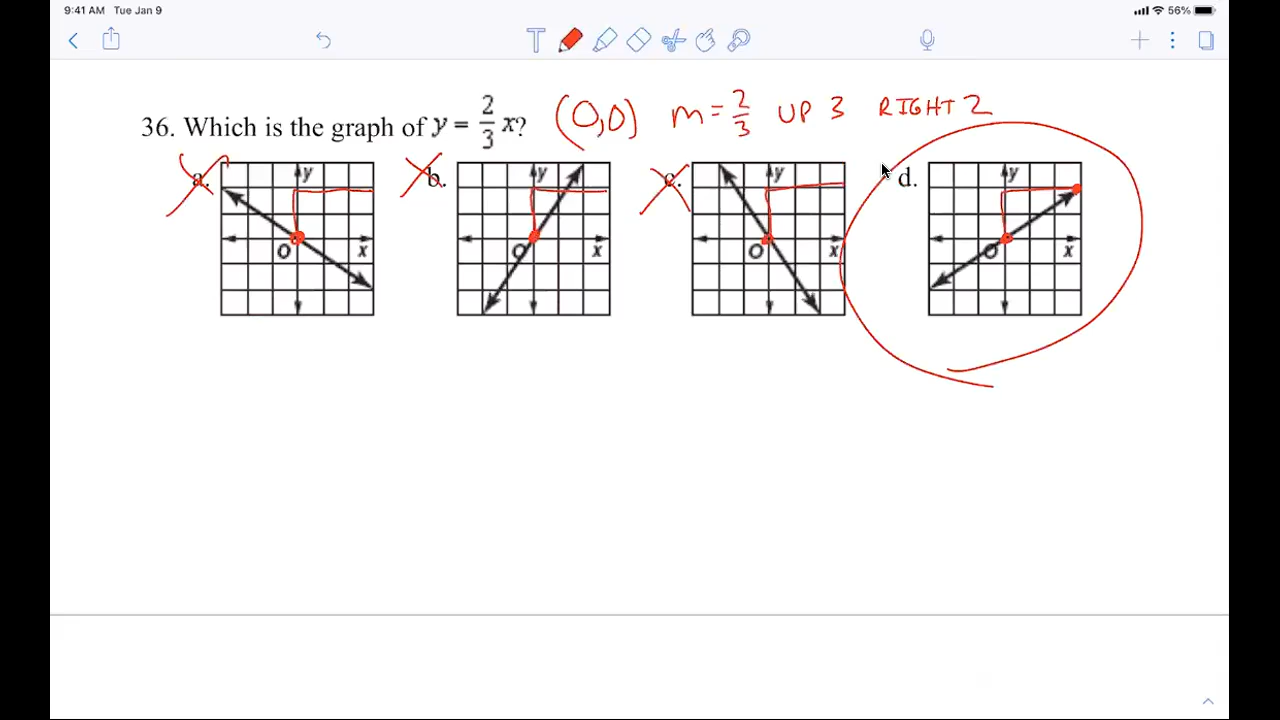 9:41 AM Tue Jan 9
56%
T
36. Which is the graph of y = 2/3 x? (0,0) m = 2/3 UP 3 RIGHT 2
a. b. c. d.
y y y y
O x O x O x O x